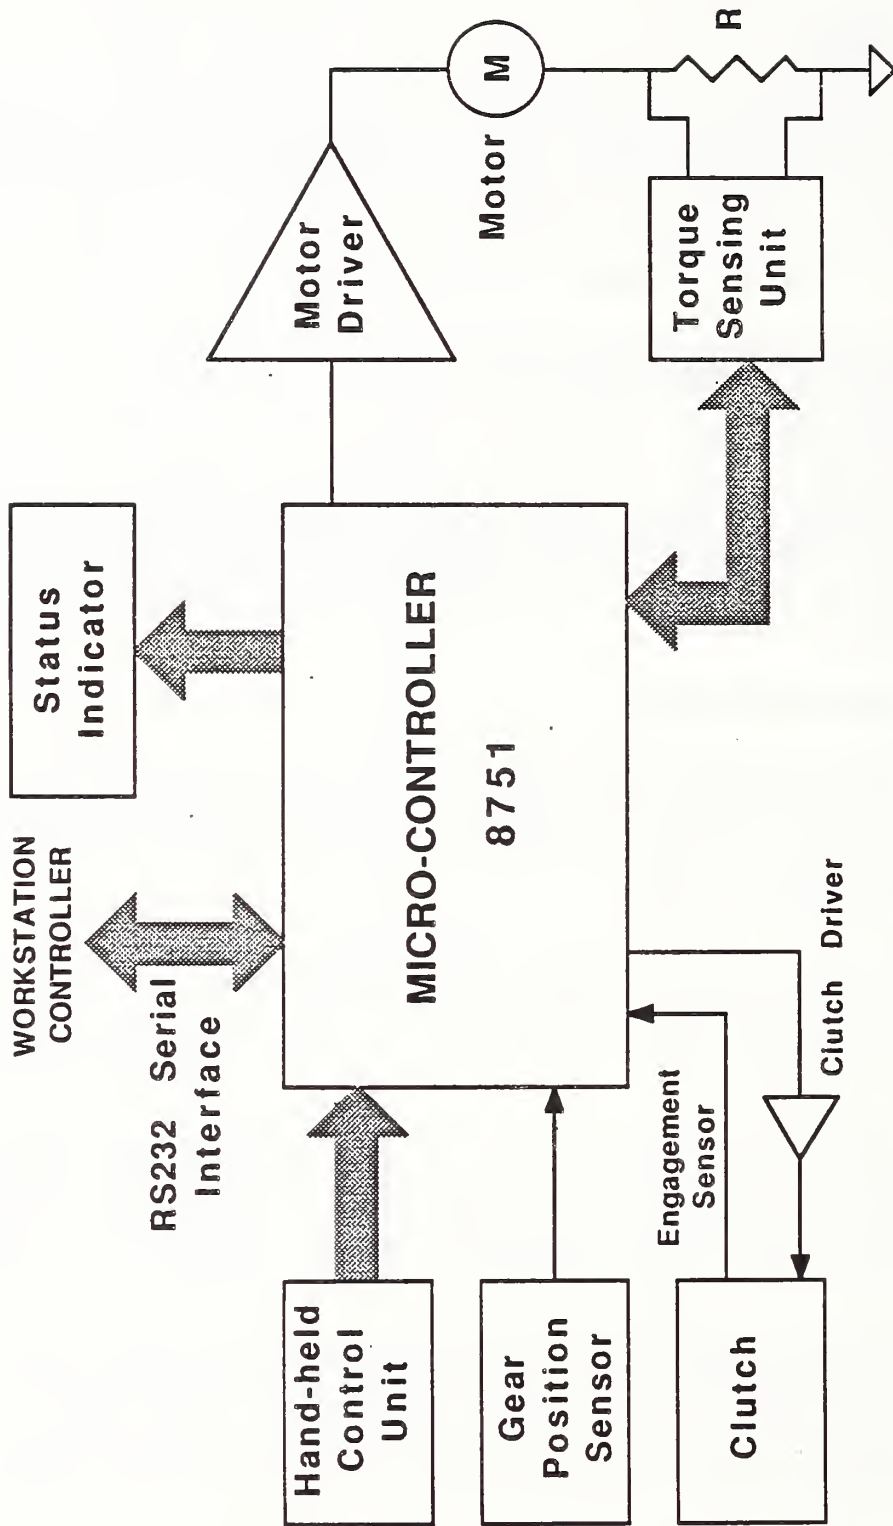 WORKSTATION
CONTROLLER
RS232 Serial
Interface
Status
Indicator
Hand-held
Control
Unit
Gear
Position
Sensor
Clutch
Engagement
Sensor
Clutch Driver
MICRO-CONTROLLER
8751
Motor
Driver
Motor
M
R
Torque
Sensing
Unit